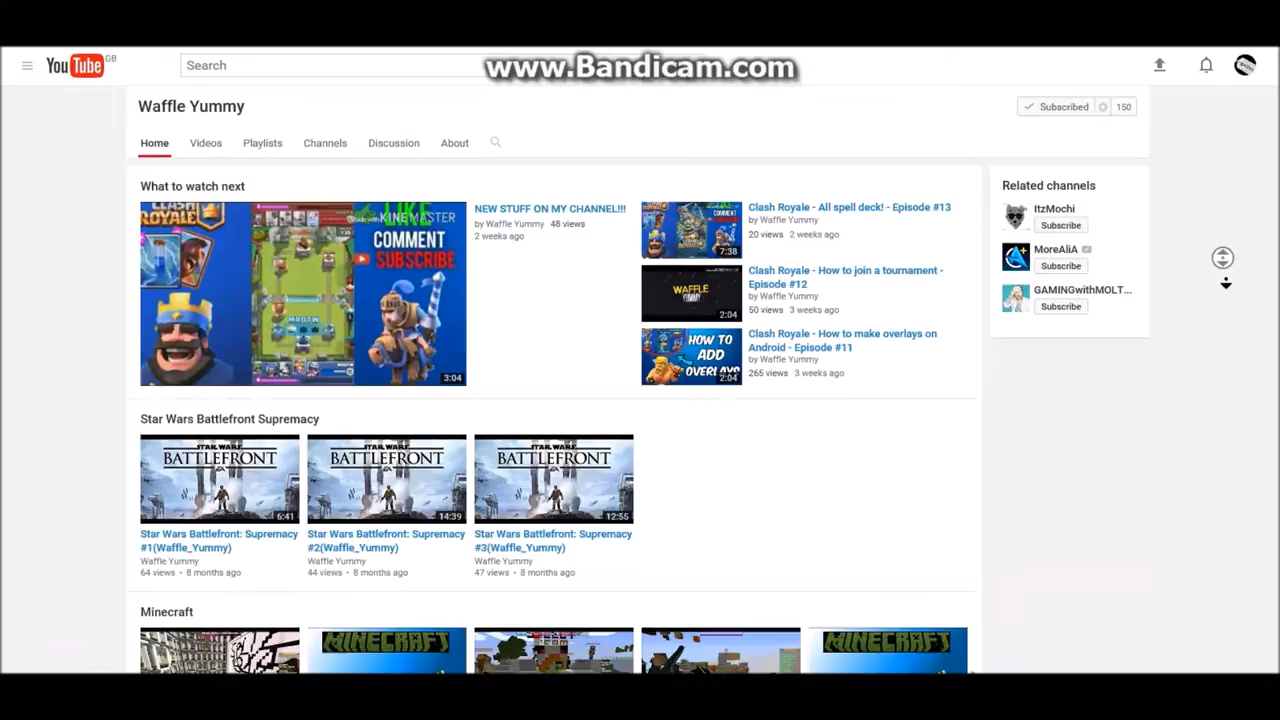 www.Bandicam.com
YouTube GB
Search
Waffle Yummy
Subscribed 150
Home Videos Playlists Channels Discussion About
What to watch next
CLASH ROYALE
made with KINEMASTER
LIKE
COMMENT
SUBSCRIBE
3:04
NEW STUFF ON MY CHANNEL!!!
by Waffle Yummy 48 views
2 weeks ago
7:38
Clash Royale - All spell deck! - Episode #13
by Waffle Yummy
20 views 2 weeks ago
WAFFLE
YUMMY
2:04
Clash Royale - How to join a tournament -
Episode #12
by Waffle Yummy
50 views 3 weeks ago
HOW TO
ADD
OVERLAYS
2:04
Clash Royale - How to make overlays on
Android - Episode #11
by Waffle Yummy
265 views 3 weeks ago
Related channels
ItzMochi
Subscribe
MoreAliA
Subscribe
GAMINGwithMOLT...
Subscribe
Star Wars Battlefront Supremacy
STAR WARS
BATTLEFRONT
6:41
Star Wars Battlefront: Supremacy
#1(Waffle_Yummy)
Waffle Yummy
64 views • 8 months ago
STAR WARS
BATTLEFRONT
14:39
Star Wars Battlefront: Supremacy
#2(Waffle_Yummy)
Waffle Yummy
44 views • 8 months ago
STAR WARS
BATTLEFRONT
12:55
Star Wars Battlefront: Supremacy
#3(Waffle_Yummy)
Waffle Yummy
47 views • 8 months ago
Minecraft
MINECRAFT
MINECRAFT